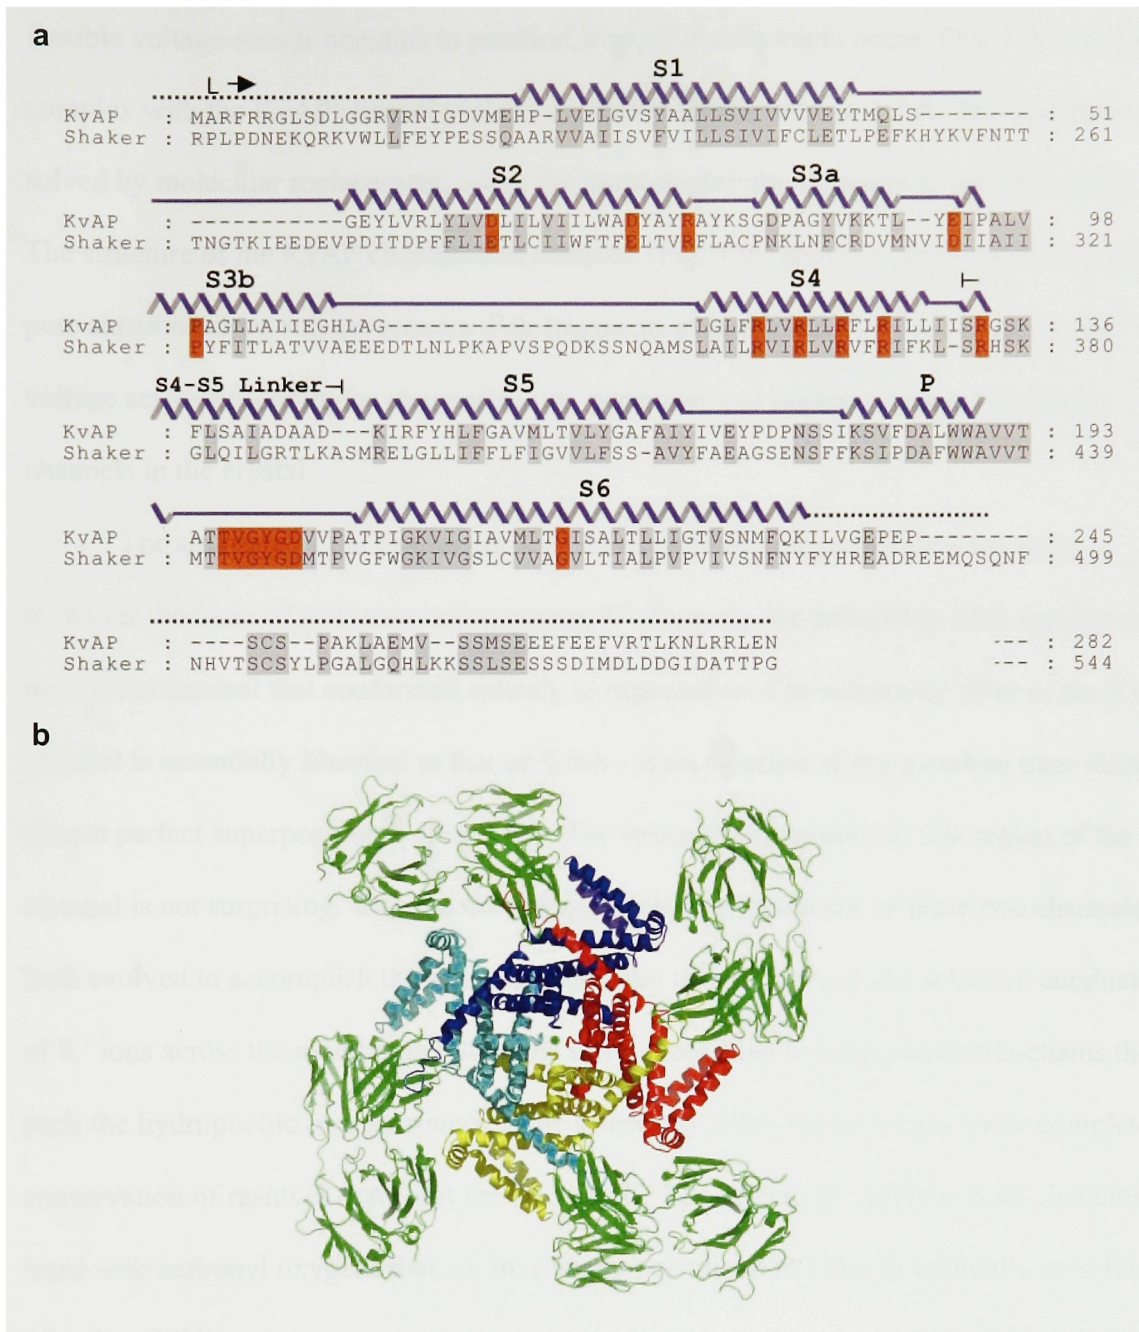 a
L
S1
KvAP : MARFRRGLSDLGGRVRNIGDVMEHP-LVELGVSYAALLSVIVVVVEYTMQLS-------- : 51
Shaker : RPLPDNEKQRKVWLLFEYPESSQAARVVAIISVFVILLSIVIFCLETLPEFKHYKVFNTT : 261
S2 S3a
KvAP : -----------GEYLVRLYLVDLILVIILWADYAYRAYKSGDPAGYVKKTL--YEIPALV : 98
Shaker : TNGTKIEEDEVPDITDPFFLIETLCIIWFTFELTVRFLACPNKLNFCRDVMNVIDIIAII : 321
S3b S4
KvAP : PAGLLALIEGHLAG----------------------LGLFRLVRLLRFLRILLIISRGSK : 136
Shaker : PYFITLATVVAEEEDTLNLPKAPVSPQDKSSNQAMSLAILRVIRLVRVFRIFKL-SRHSK : 380
S4-S5 Linker S5 P
KvAP : FLSAIADAAD---KIRFYHLFGAVMLTVLYGAFAIYIVEYPDPNSSIKSVFDALWWAVVT : 193
Shaker : GLQILGRTLKASMRELGLLIFFLFIGVVLFSS-AVYFAEAGSENSFFKSIPDAFWWAVVT : 439
S6
KvAP : ATTVGYGDVVPATPIGKVIGIAVMLTGISALTLLIGTVSNMFQKILVGEPEP-------- : 245
Shaker : MTTVGYGDMTPVGFWGKIVGSLCVVAGVLTIALPVPVIVSNFNYFYHREADREEMQSQNF : 499
KvAP : ----SCS--PAKLAEMV--SSMSEEEFEEFVRTLKNLRRLEN --- : 282
Shaker : NHVTSCSYLPGALGQHLKKSSLSESSSDIMDLDDGIDATTPG --- : 544
b